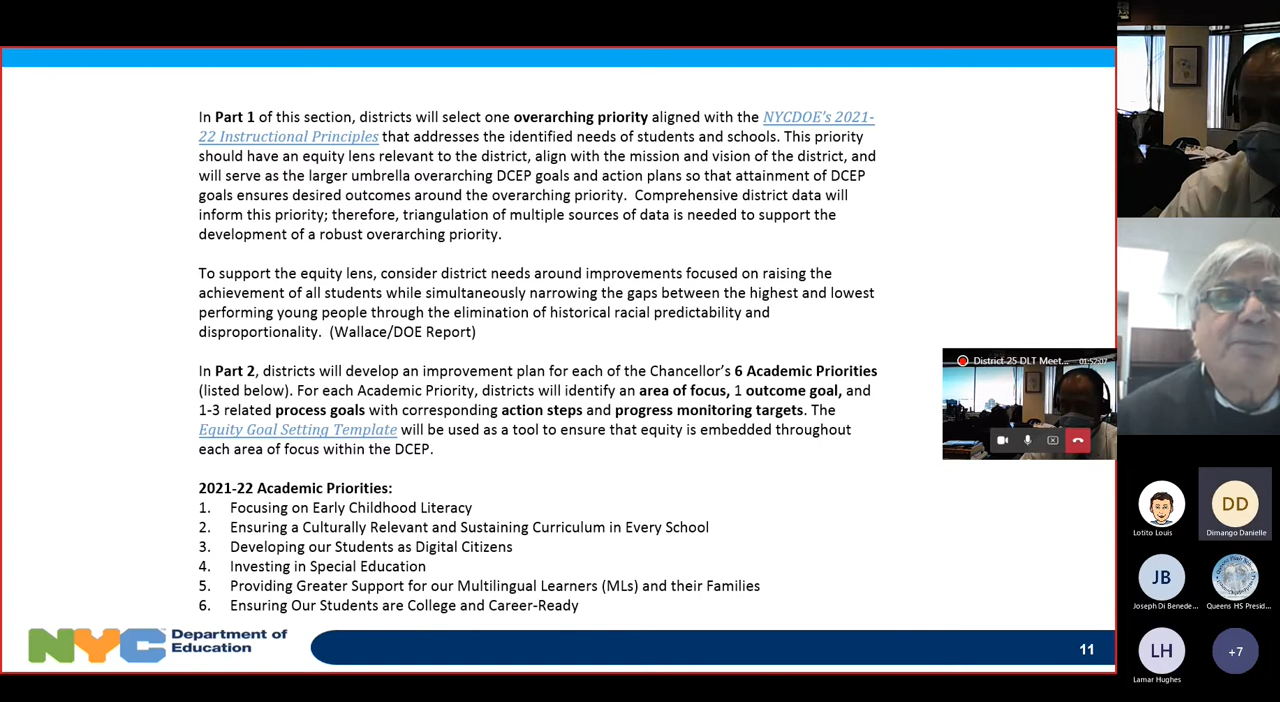 In Part 1 of this section, districts will select one overarching priority aligned with the NYCDOE's 2021-
22 Instructional Principles that addresses the identified needs of students and schools. This priority
should have an equity lens relevant to the district, align with the mission and vision of the district, and
will serve as the larger umbrella overarching DCEP goals and action plans so that attainment of DCEP
goals ensures desired outcomes around the overarching priority. Comprehensive district data will
inform this priority; therefore, triangulation of multiple sources of data is needed to support the
development of a robust overarching priority.
To support the equity lens, consider district needs around improvements focused on raising the
achievement of all students while simultaneously narrowing the gaps between the highest and lowest
performing young people through the elimination of historical racial predictability and
disproportionality. (Wallace/DOE Report)
In Part 2, districts will develop an improvement plan for each of the Chancellor's 6 Academic Priorities
(listed below). For each Academic Priority, districts will identify an area of focus, 1 outcome goal, and
1-3 related process goals with corresponding action steps and progress monitoring targets. The
Equity Goal Setting Template will be used as a tool to ensure that equity is embedded throughout
each area of focus within the DCEP.
2021-22 Academic Priorities:
1. Focusing on Early Childhood Literacy
2. Ensuring a Culturally Relevant and Sustaining Curriculum in Every School
3. Developing our Students as Digital Citizens
4. Investing in Special Education
5. Providing Greater Support for our Multilingual Learners (MLs) and their Families
6. Ensuring Our Students are College and Career-Ready
NYC Department of
Education
11
District 25 DLT Meet... 01:52:07
Lotito Louis
DD
Dimango Danielle
JB
Joseph Di Benede...
Queens HS Presid...
LH
Lamar Hughes
+7